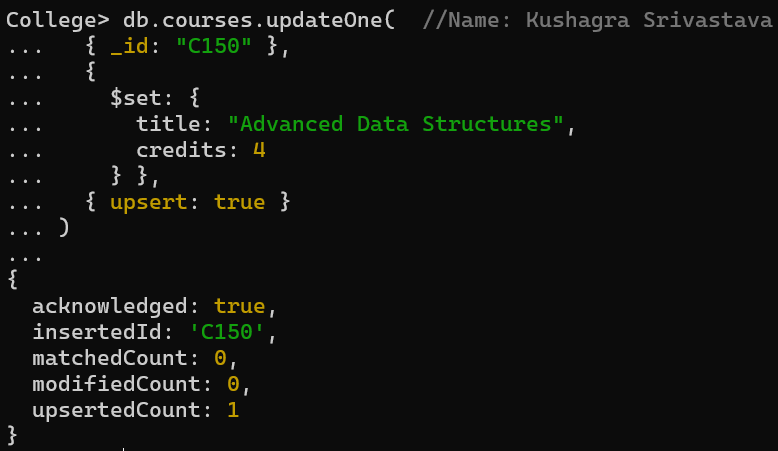 College> db.courses.updateOne(  //Name: Kushagra Srivastava
...   { _id: "C150" },
...   {
...     $set: {
...       title: "Advanced Data Structures",
...       credits: 4
...     } },
...   { upsert: true }
... )
...
{
  acknowledged: true,
  insertedId: 'C150',
  matchedCount: 0,
  modifiedCount: 0,
  upsertedCount: 1
}